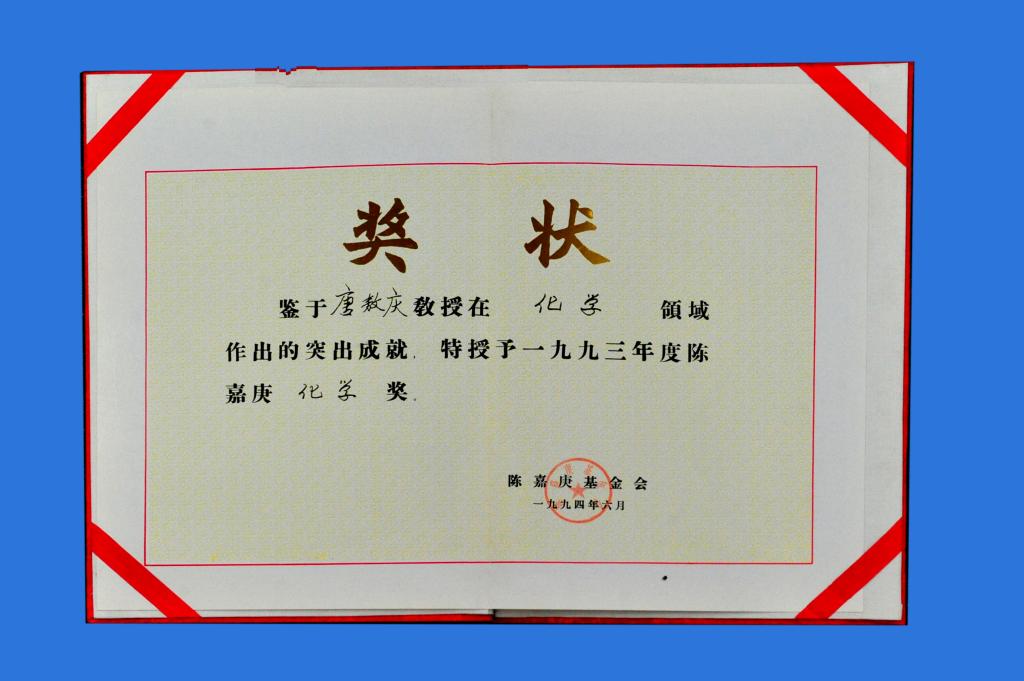 奖 状
鉴于唐敖庆教授在 化学 領域
作出的突出成就. 特授予一九九三年度陈
嘉庚 化学 奖.
陈嘉庚基金会
一九九四年六月